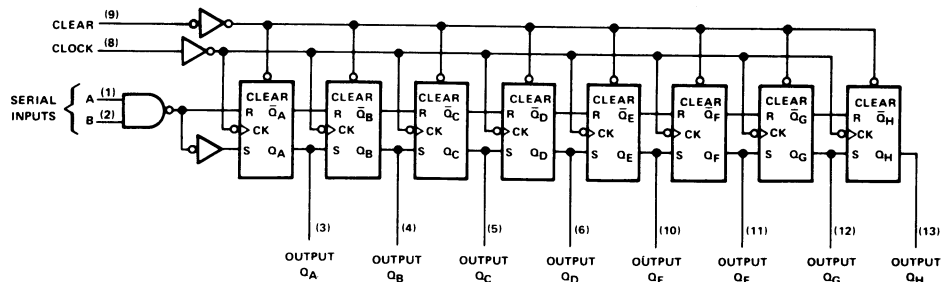 CLEAR (9)
CLOCK (8)
SERIAL INPUTS { A (1)
B (2)
CLEAR CLEAR CLEAR CLEAR CLEAR CLEAR CLEAR CLEAR
R Q̅A R Q̅B R Q̅C R Q̅D R Q̅E R Q̅F R Q̅G R Q̅H
CK CK CK CK CK CK CK CK
S QA S QB S QC S QD S QE S QF S QG S QH
(3) (4) (5) (6) (10) (11) (12) (13)
OUTPUT OUTPUT OUTPUT OUTPUT OUTPUT OUTPUT OUTPUT OUTPUT
QA QB QC QD QE QF QG QH